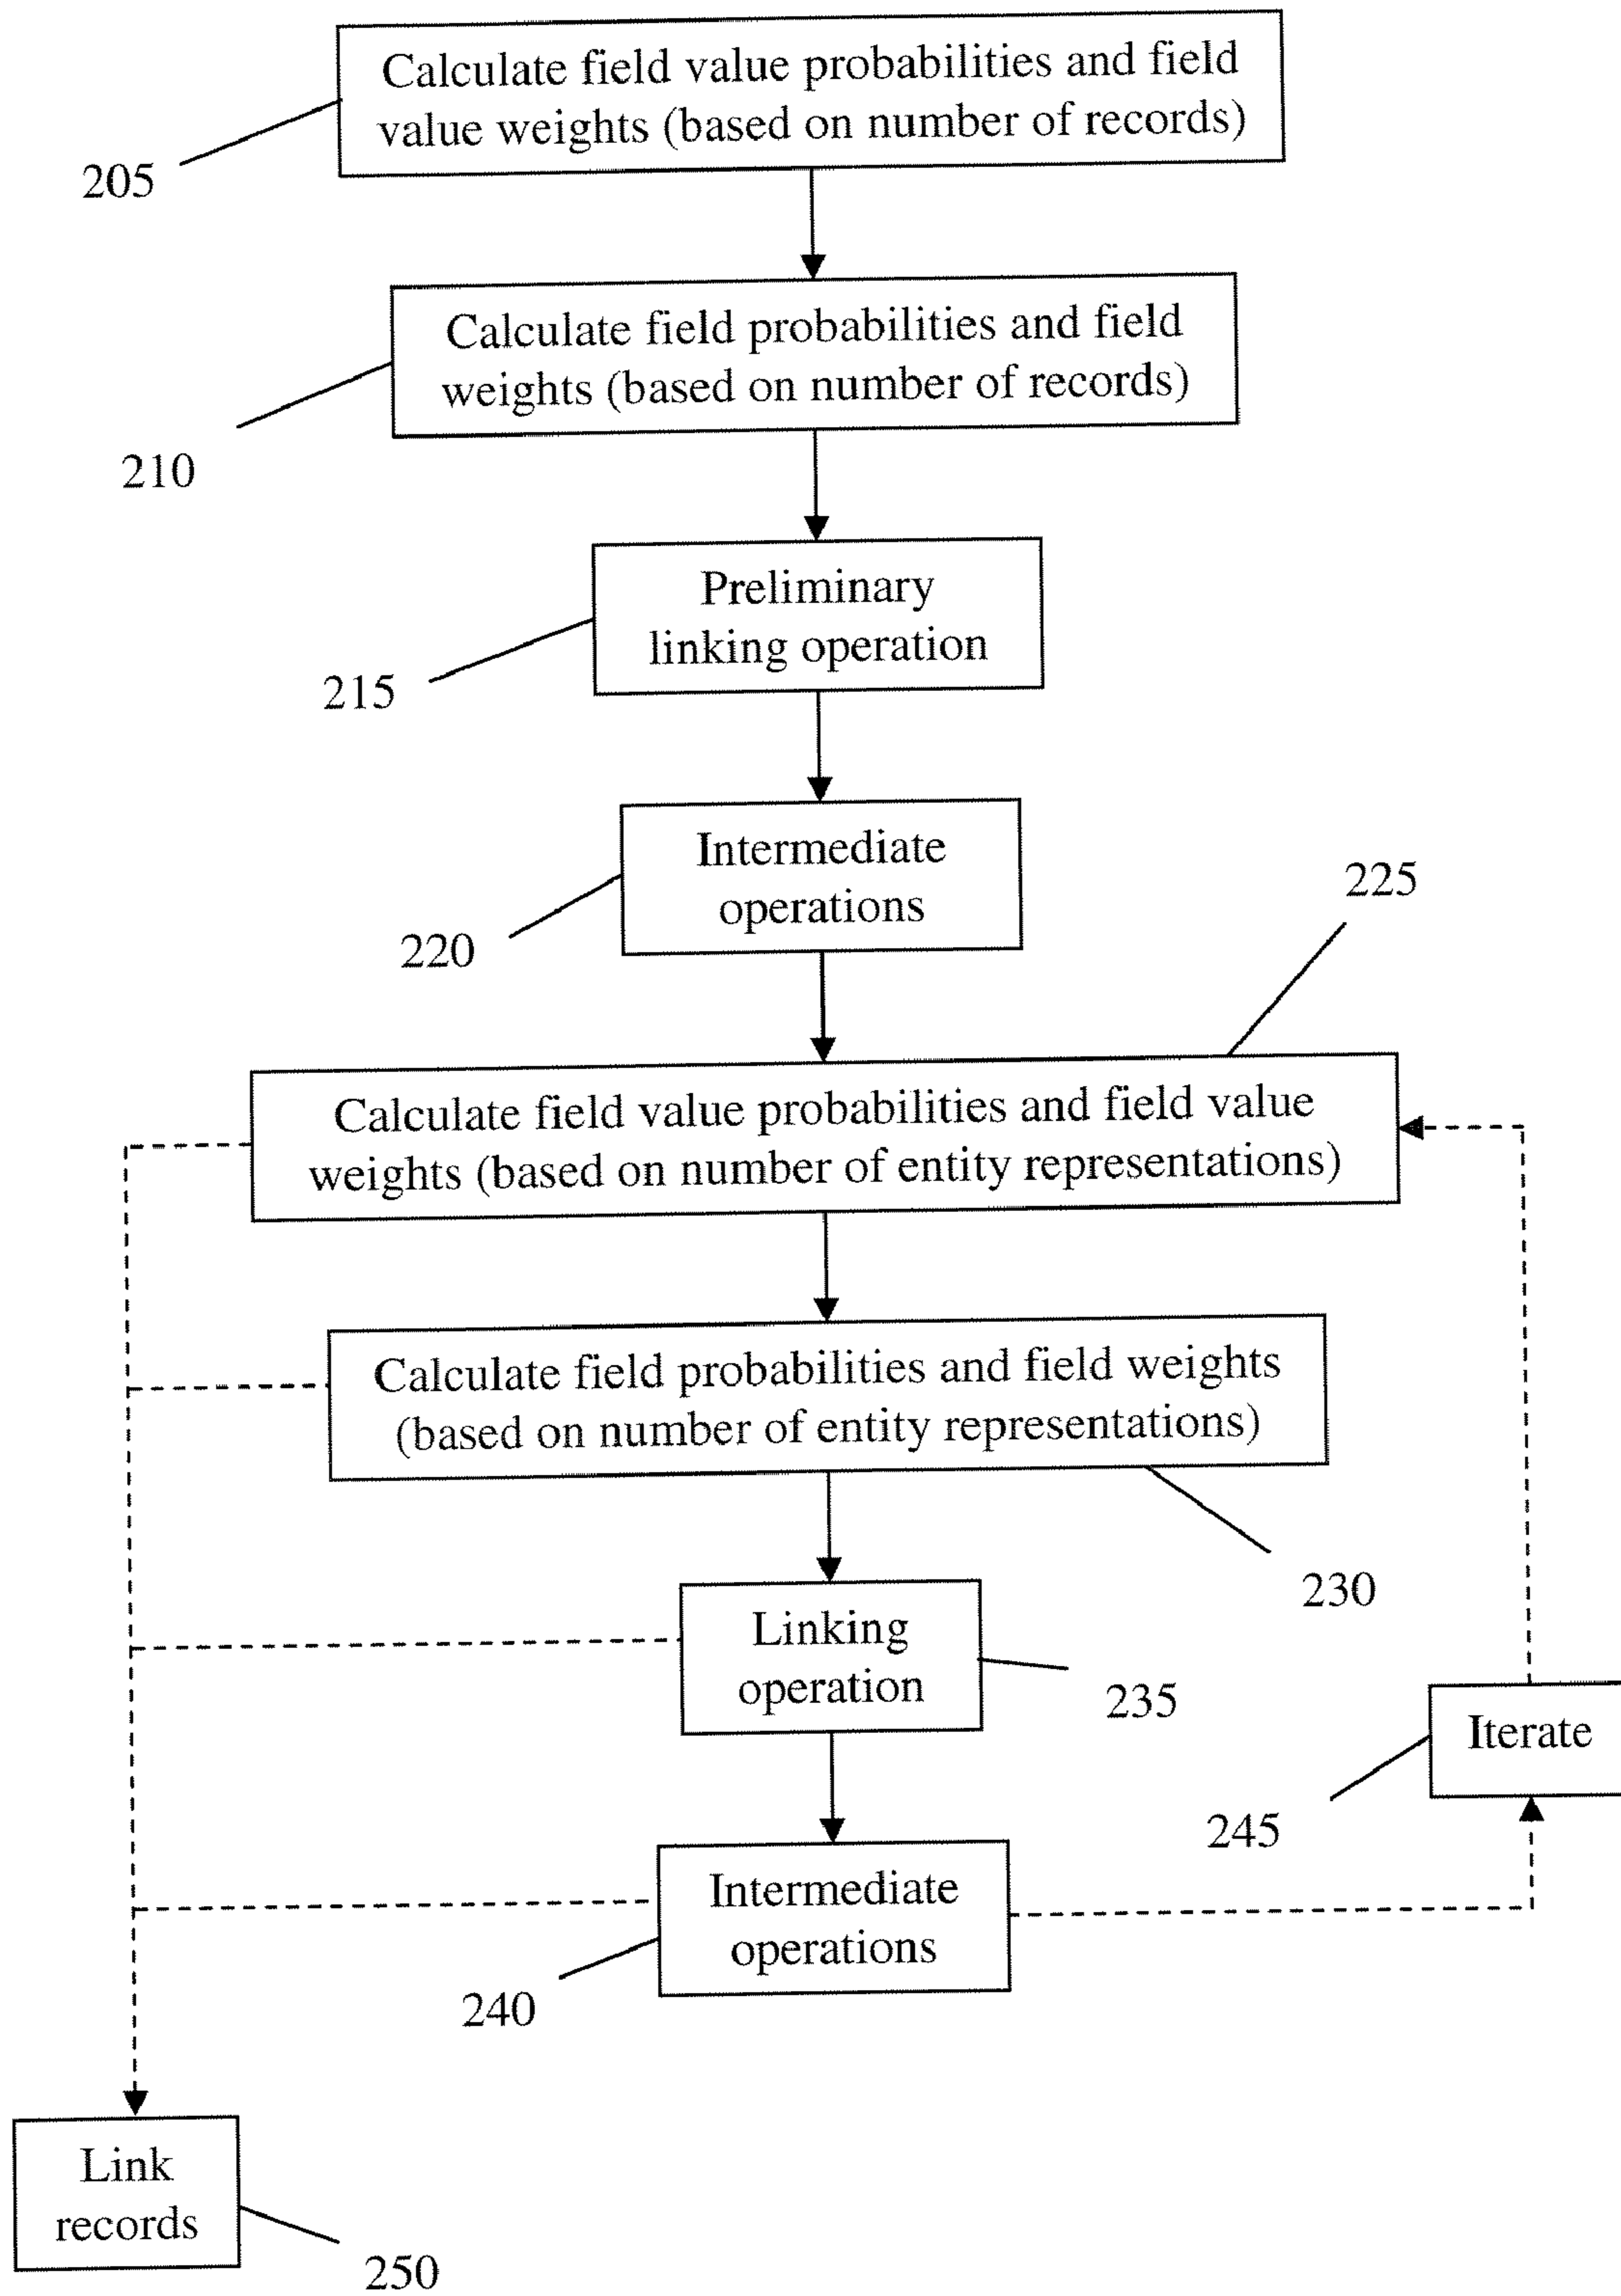 Calculate field value probabilities and field
value weights (based on number of records)
205
Calculate field probabilities and field
weights (based on number of records)
210
Preliminary
linking operation
215
Intermediate
operations
220
225
Calculate field value probabilities and field value
weights (based on number of entity representations)
Calculate field probabilities and field weights
(based on number of entity representations)
230
Linking
operation
235
Iterate
245
Intermediate
operations
240
Link
records
250